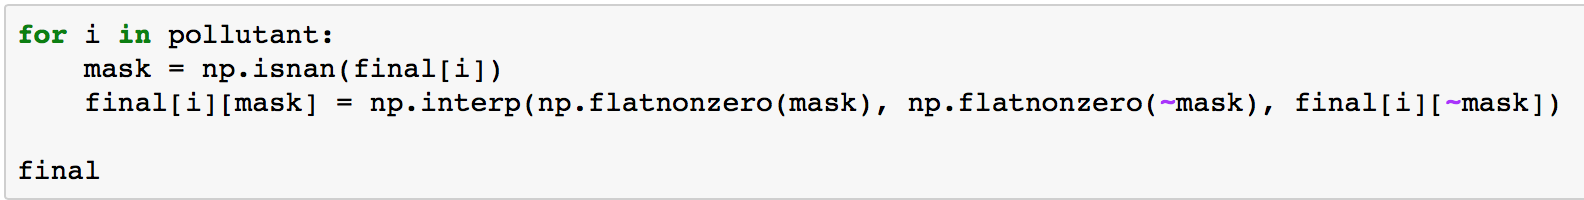 for i in pollutant:
    mask = np.isnan(final[i])
    final[i][mask] = np.interp(np.flatnonzero(mask), np.flatnonzero(~mask), final[i][~mask])

final